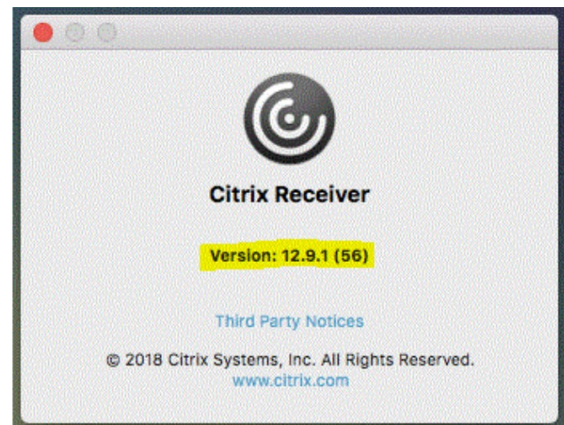 Citrix Receiver
Version: 12.9.1 (56)
Third Party Notices
© 2018 Citrix Systems, Inc. All Rights Reserved.
www.citrix.com